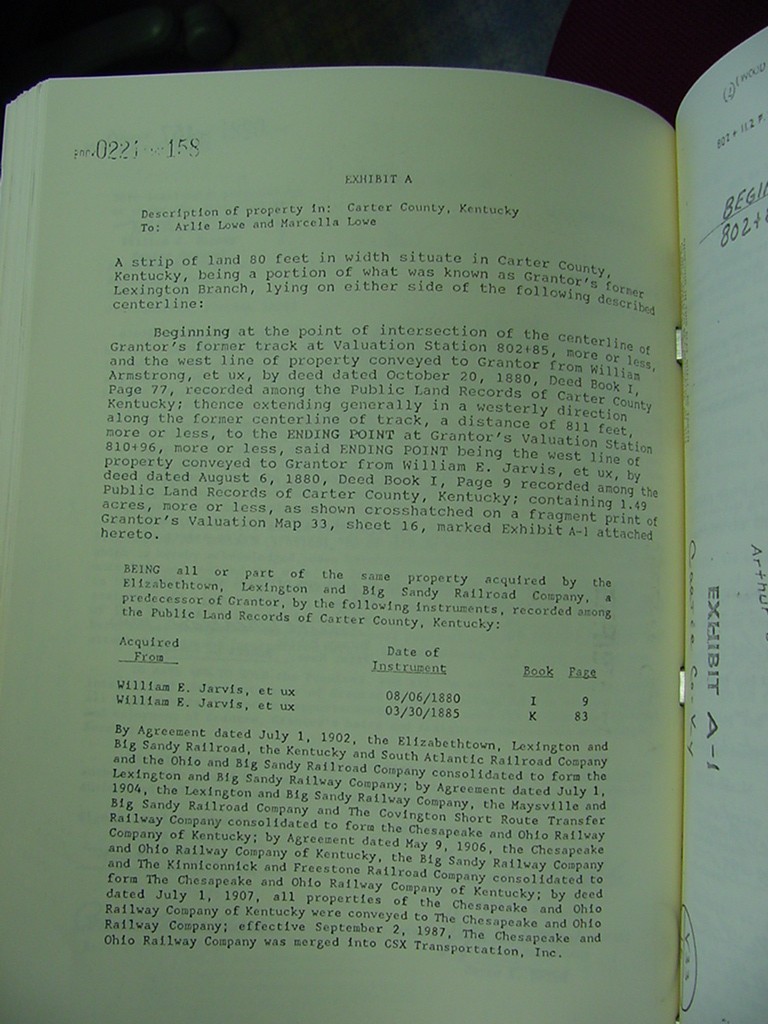 0221 158
EXHIBIT A
Description of property in: Carter County, Kentucky
To: Arlie Lowe and Marcella Lowe
A strip of land 80 feet in width situate in Carter County,
Kentucky, being a portion of what was known as Grantor's former
Lexington Branch, lying on either side of the following described
centerline:
Beginning at the point of intersection of the centerline of
Grantor's former track at Valuation Station 802+85, more or less,
and the west line of property conveyed to Grantor from William
Armstrong, et ux, by deed dated October 20, 1880, Deed Book I,
Page 77, recorded among the Public Land Records of Carter County
Kentucky; thence extending generally in a westerly direction
along the former centerline of track, a distance of 811 feet,
more or less, to the ENDING POINT at Grantor's Valuation Station
810+96, more or less, said ENDING POINT being the west line of
property conveyed to Grantor from William E. Jarvis, et ux, by
deed dated August 6, 1880, Deed Book I, Page 9 recorded among the
Public Land Records of Carter County, Kentucky; containing 1.49
acres, more or less, as shown crosshatched on a fragment print of
Grantor's Valuation Map 33, sheet 16, marked Exhibit A-1 attached
hereto.
BEING all or part of the same property acquired by the
Elizabethtown, Lexington and Big Sandy Railroad Company, a
predecessor of Grantor, by the following instruments, recorded among
the Public Land Records of Carter County, Kentucky:
Acquired From Date of Instrument Book Page
William E. Jarvis, et ux 08/06/1880 I 9
William E. Jarvis, et ux 03/30/1885 K 83
By Agreement dated July 1, 1902, the Elizabethtown, Lexington and
Big Sandy Railroad, the Kentucky and South Atlantic Railroad Company
and the Ohio and Big Sandy Railroad Company consolidated to form the
Lexington and Big Sandy Railway Company; by Agreement dated July 1,
1904, the Lexington and Big Sandy Railway Company, the Maysville and
Big Sandy Railroad Company and The Covington Short Route Transfer
Railway Company consolidated to form the Chesapeake and Ohio Railway
Company of Kentucky; by Agreement dated May 9, 1906, the Chesapeake
and Ohio Railway Company of Kentucky, the Big Sandy Railway Company
and The Kinniconnick and Freestone Railroad Company consolidated to
form The Chesapeake and Ohio Railway Company of Kentucky; by deed
dated July 1, 1907, all properties of the Chesapeake and Ohio
Railway Company of Kentucky were conveyed to The Chesapeake and Ohio
Railway Company; effective September 2, 1987, The Chesapeake and
Ohio Railway Company was merged into CSX Transportation, Inc.
802+11.2
BEGIN
802+8
Arthur
EXHIBIT A-1